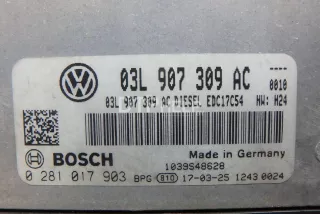 03L 907 309 AC 0010
03L 907 309 AC DIESEL EDC17C54 HW: H24
Made in Germany
BOSCH 1039S48628
0 281 017 903 BPG 810 17-03-25 1243 0024